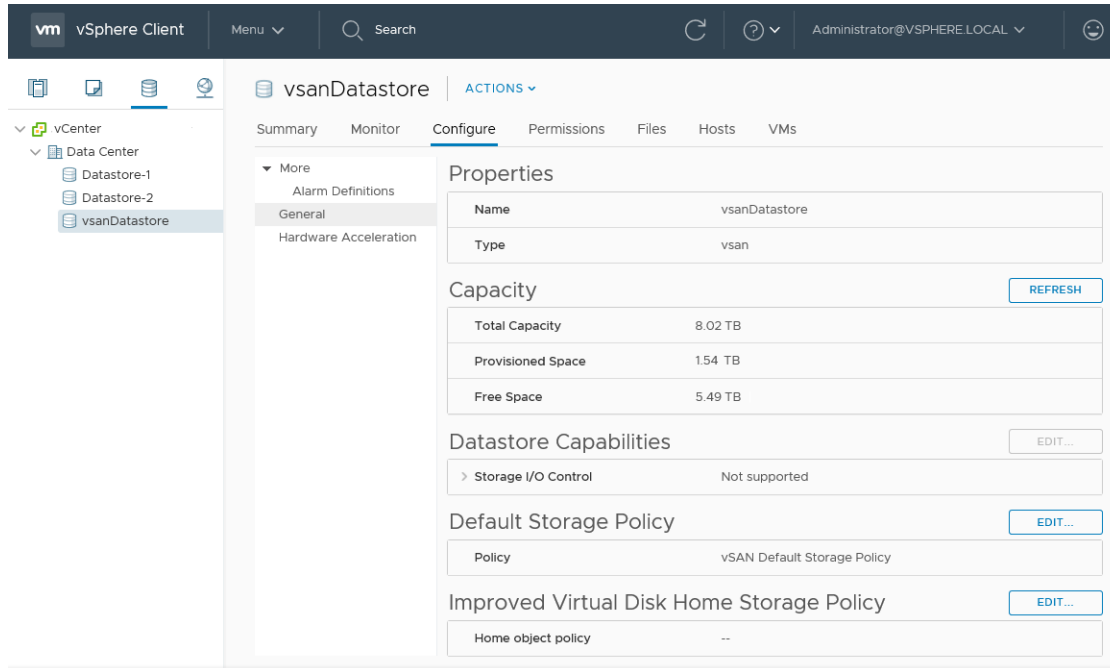 vm vSphere Client Menu Search Administrator@VSPHERE.LOCAL
vsanDatastore ACTIONS
Summary Monitor Configure Permissions Files Hosts VMs
vCenter
Data Center
Datastore-1
Datastore-2
vsanDatastore
More
Alarm Definitions
General
Hardware Acceleration
Properties
Name vsanDatastore
Type vsan
Capacity REFRESH
Total Capacity 8.02 TB
Provisioned Space 1.54 TB
Free Space 5.49 TB
Datastore Capabilities EDIT...
Storage I/O Control Not supported
Default Storage Policy EDIT...
Policy vSAN Default Storage Policy
Improved Virtual Disk Home Storage Policy EDIT...
Home object policy --